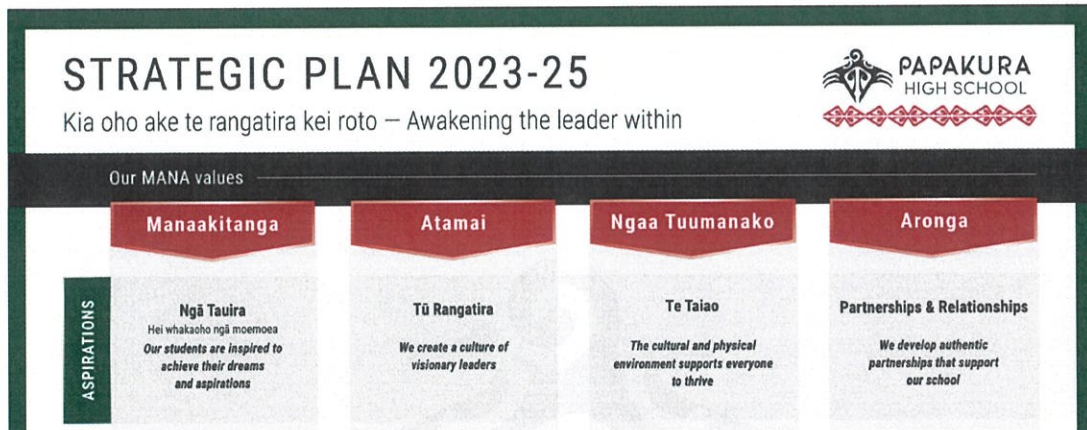 STRATEGIC PLAN 2023-25
Kia oho ake te rangatira kei roto — Awakening the leader within
PAPAKURA
HIGH SCHOOL
Our MANA values
Manaakitanga
Atamai
Ngaa Tuumanako
Aronga
ASPIRATIONS
Ngā Tauira
Hei whakaoho ngā moemoea
Our students are inspired to
achieve their dreams
and aspirations
Tū Rangatira
We create a culture of
visionary leaders
Te Taiao
The cultural and physical
environment supports everyone
to thrive
Partnerships & Relationships
We develop authentic
partnerships that support
our school